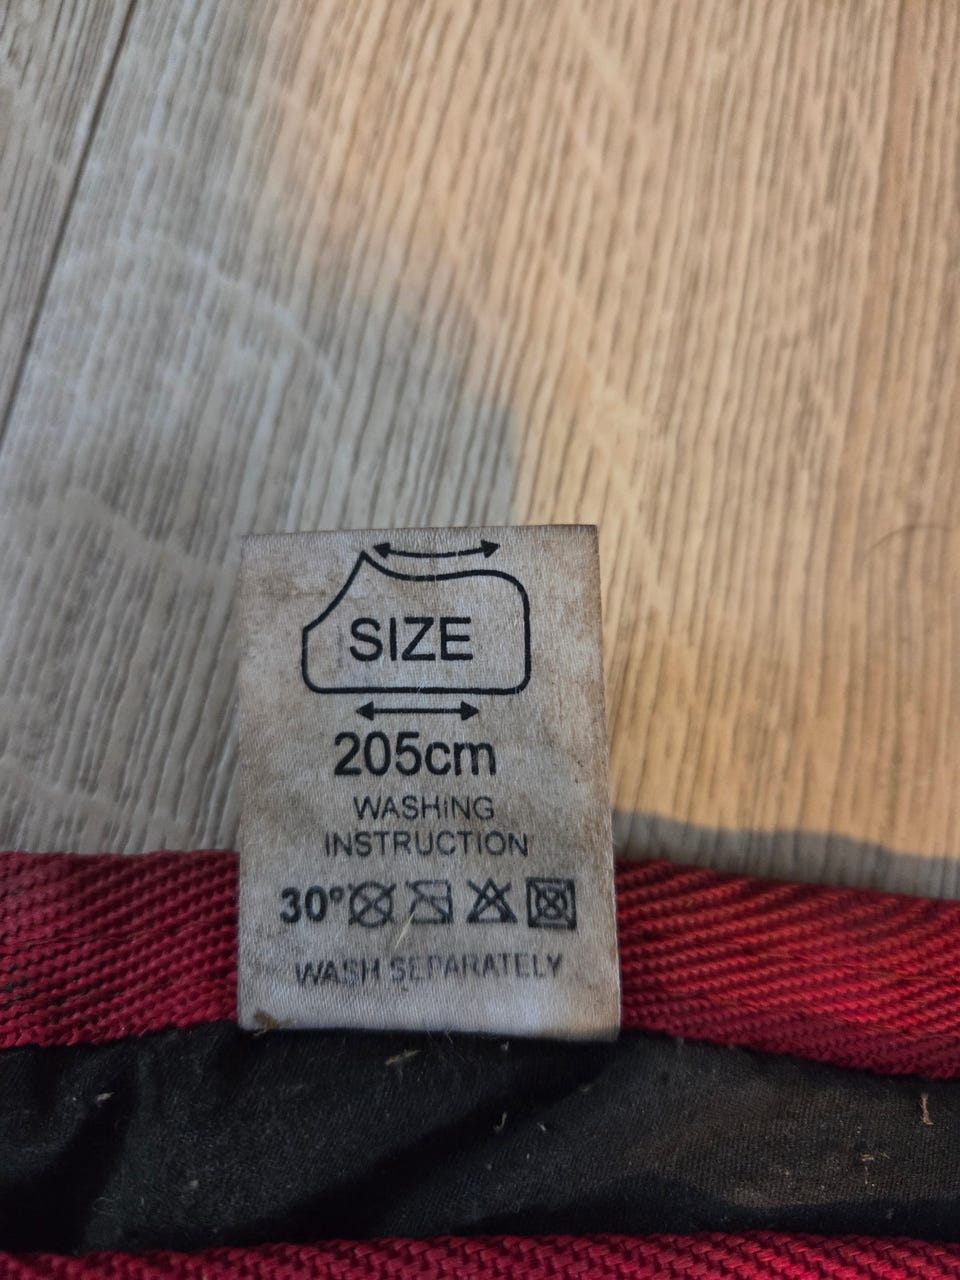 SIZE
205cm
WASHING
INSTRUCTION
30°
WASH SEPARATELY